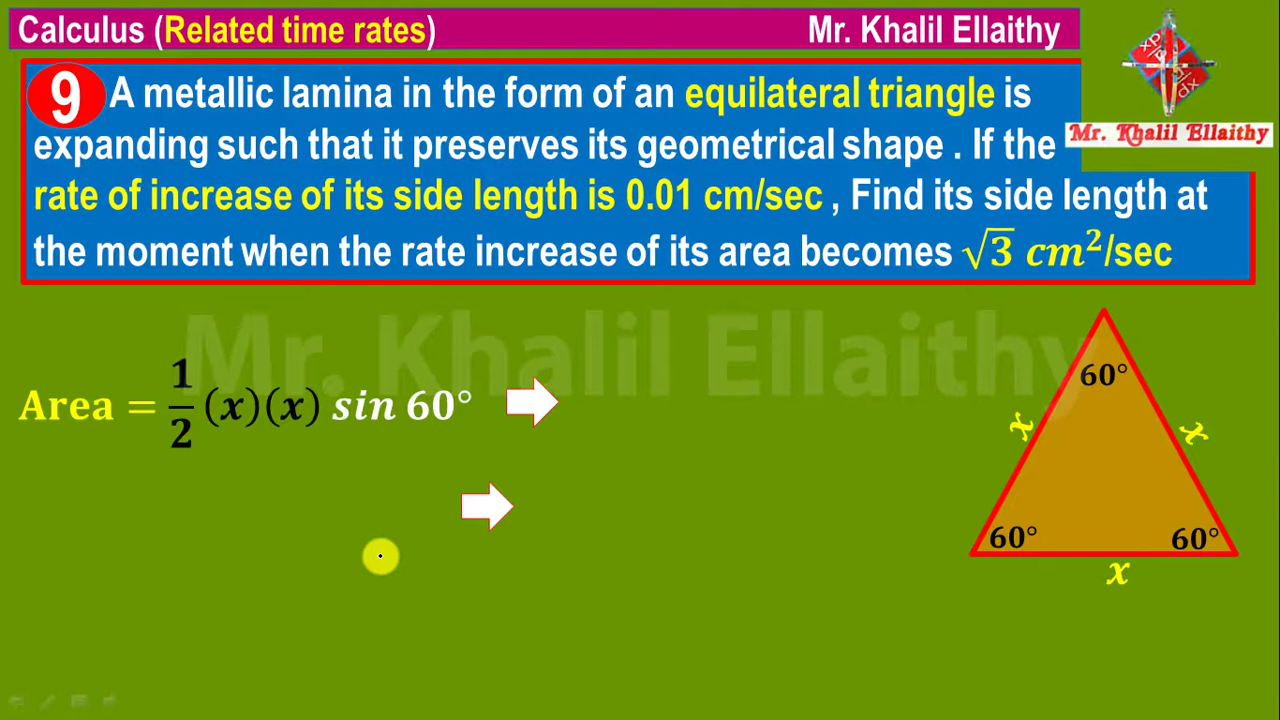 Calculus (Related time rates) Mr. Khalil Ellaithy
Mr. Khalil Ellaithy
9 A metallic lamina in the form of an equilateral triangle is
expanding such that it preserves its geometrical shape . If the
rate of increase of its side length is 0.01 cm/sec , Find its side length at
the moment when the rate increase of its area becomes √3 cm²/sec
Mr. Khalil Ellaithy
Area = 1/2 (x)(x) sin 60°
60°
x x
60° 60°
x